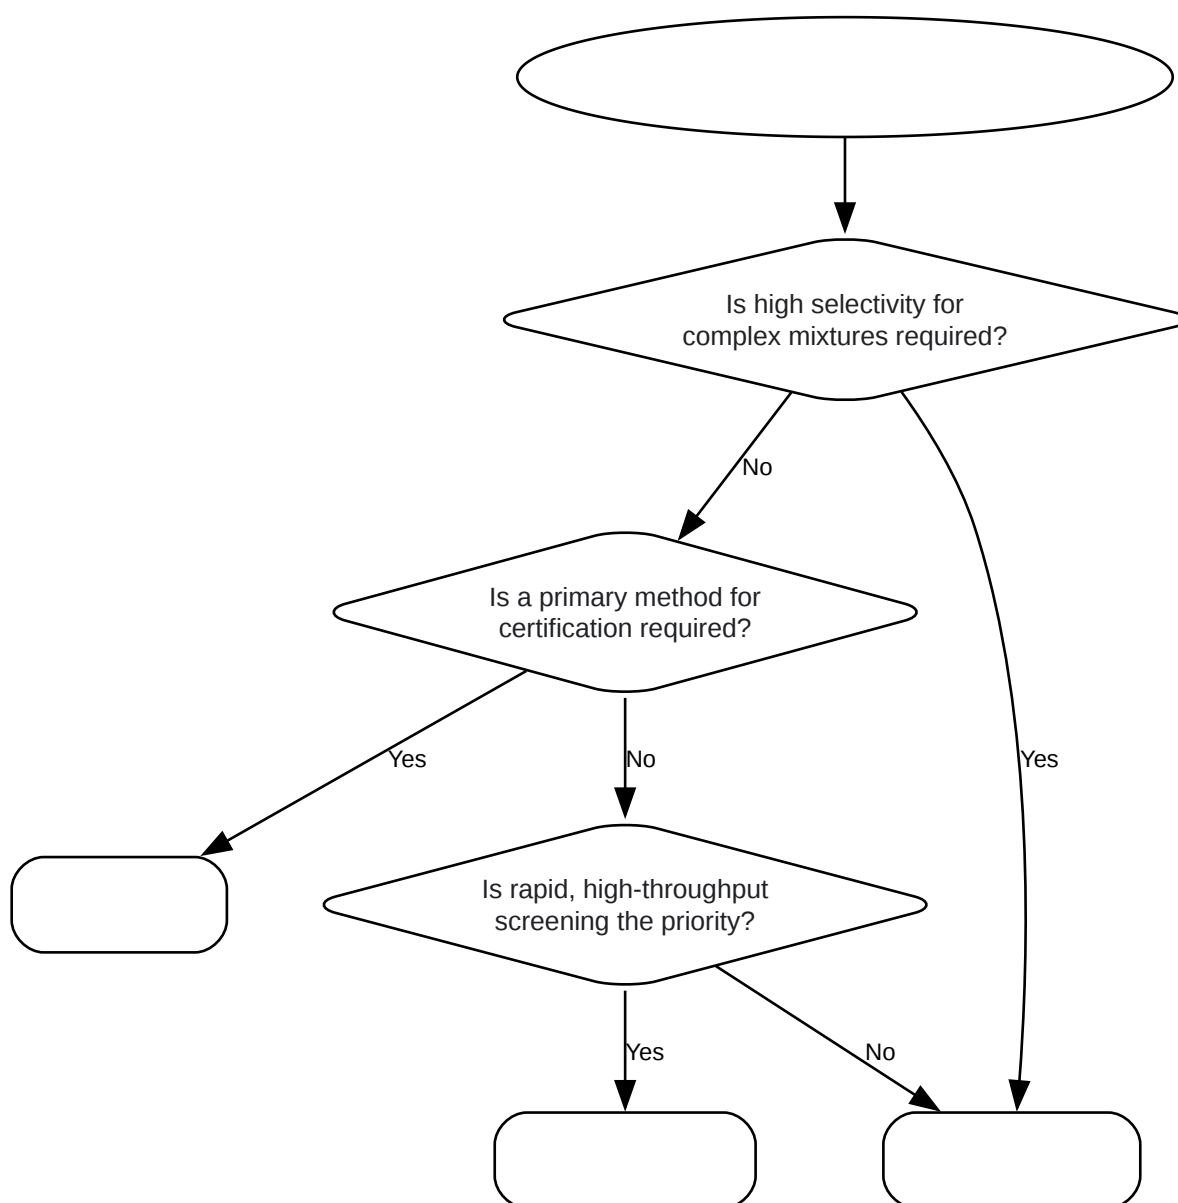 Is high selectivity for
complex mixtures required?
No
Is a primary method for
certification required?
Yes
No
Yes
Is rapid, high-throughput
screening the priority?
Yes
No